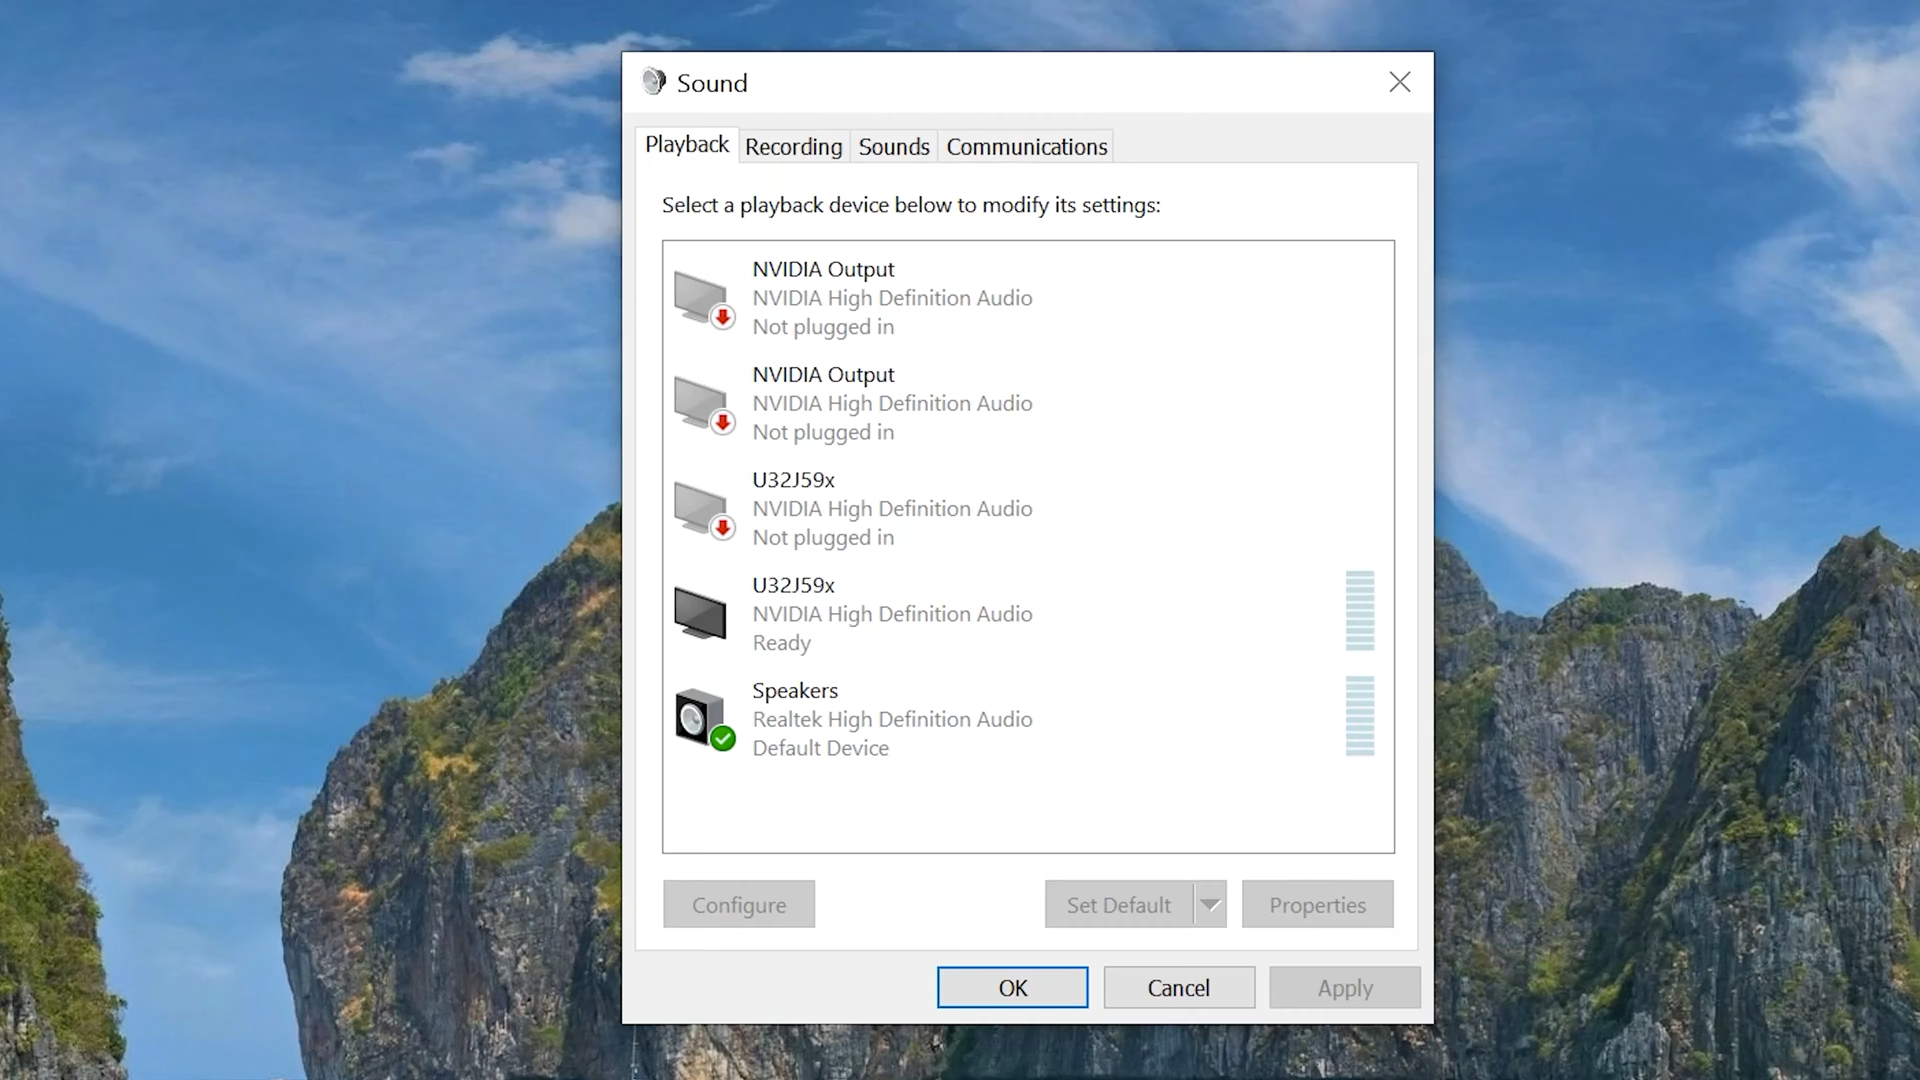 Sound
Playback Recording Sounds Communications
Select a playback device below to modify its settings:
NVIDIA Output
NVIDIA High Definition Audio
Not plugged in
NVIDIA Output
NVIDIA High Definition Audio
Not plugged in
U32J59x
NVIDIA High Definition Audio
Not plugged in
U32J59x
NVIDIA High Definition Audio
Ready
Speakers
Realtek High Definition Audio
Default Device
Configure Set Default Properties
OK Cancel Apply